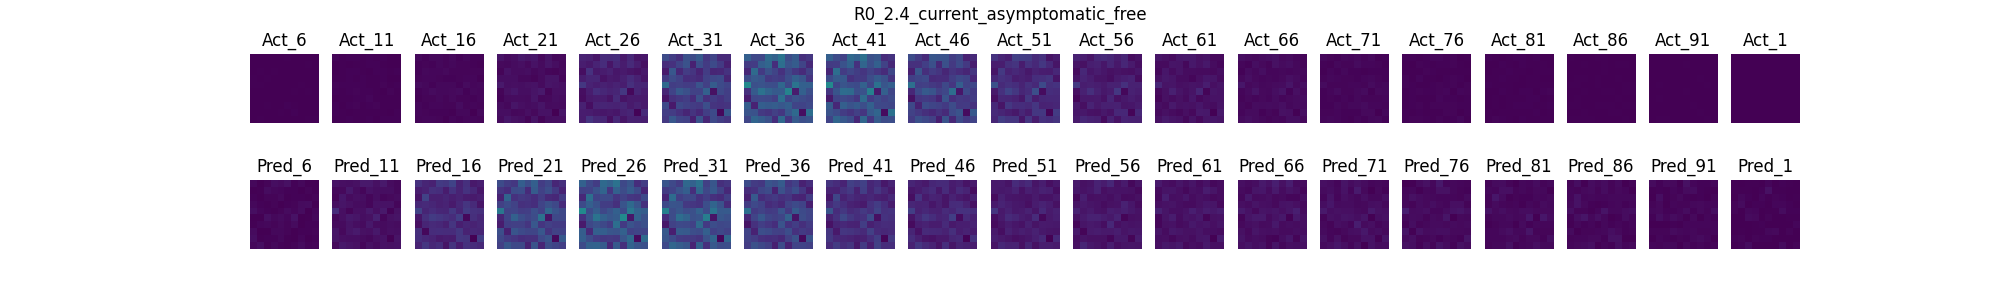 R0_2.4_current_asymptomatic_free
Act_6 Act_11 Act_16 Act_21 Act_26 Act_31 Act_36 Act_41 Act_46 Act_51 Act_56 Act_61 Act_66 Act_71 Act_76 Act_81 Act_86 Act_91 Act_1
Pred_6 Pred_11 Pred_16 Pred_21 Pred_26 Pred_31 Pred_36 Pred_41 Pred_46 Pred_51 Pred_56 Pred_61 Pred_66 Pred_71 Pred_76 Pred_81 Pred_86 Pred_91 Pred_1